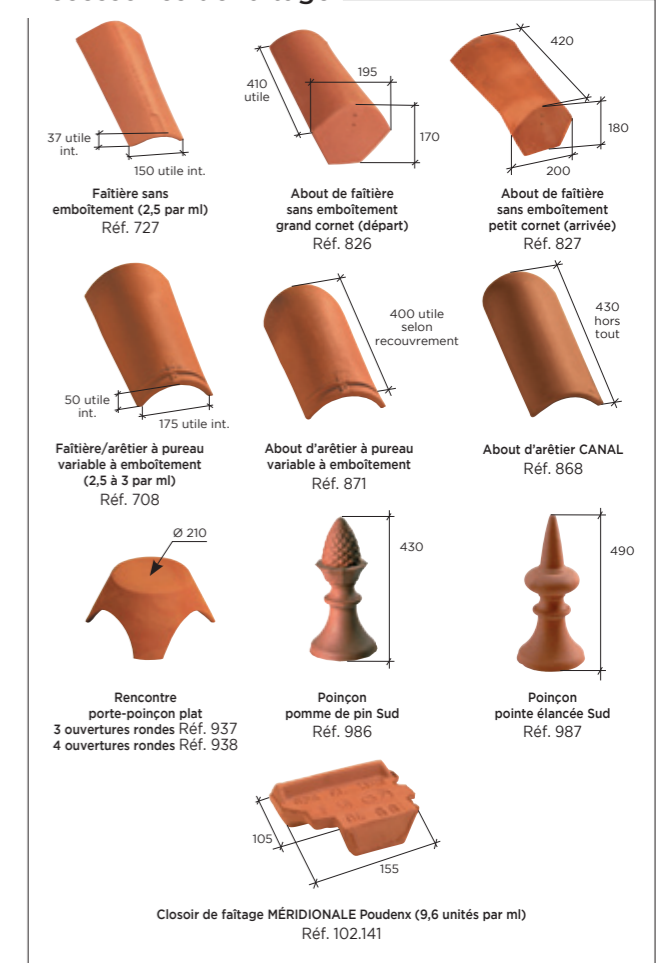 37 utile
int.
150 utile int.
Faîtière sans
emboîtement (2,5 par ml)
Réf. 727
410
utile
195
170
About de faîtière
sans emboîtement
grand cornet (départ)
Réf. 826
420
180
200
About de faîtière
sans emboîtement
petit cornet (arrivée)
Réf. 827
50 utile
int.
175 utile int.
Faîtière/arêtier à pureau
variable à emboîtement
(2,5 à 3 par ml)
Réf. 708
400 utile
selon
recouvrement
About d'arêtier à pureau
variable à emboîtement
Réf. 871
430
hors
tout
About d'arêtier CANAL
Réf. 868
Ø 210
Rencontre
porte-poinçon plat
3 ouvertures rondes Réf. 937
4 ouvertures rondes Réf. 938
430
Poinçon
pomme de pin Sud
Réf. 986
490
Poinçon
pointe élancée Sud
Réf. 987
105
155
Closoir de faîtage MÉRIDIONALE Poudenx (9,6 unités par ml)
Réf. 102.141